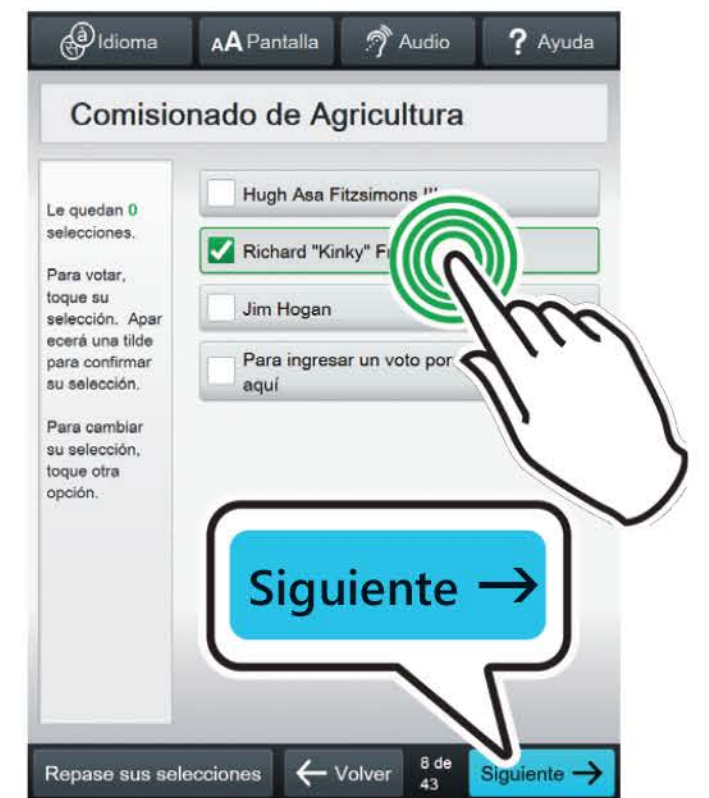 Idioma
AA Pantalla
Audio
? Ayuda
Comisionado de Agricultura
Le quedan 0
selecciones.
Para votar,
toque su
selección. Apar
ecerá una tilde
para confirmar
su selección.
Para cambiar
su selección,
toque otra
opción.
Hugh Asa Fitzsimons
Richard "Kinky"
Jim Hogan
Para ingresar un voto por
aquí
Siguiente →
Repase sus selecciones
← Volver
8 de
43
Siguiente →